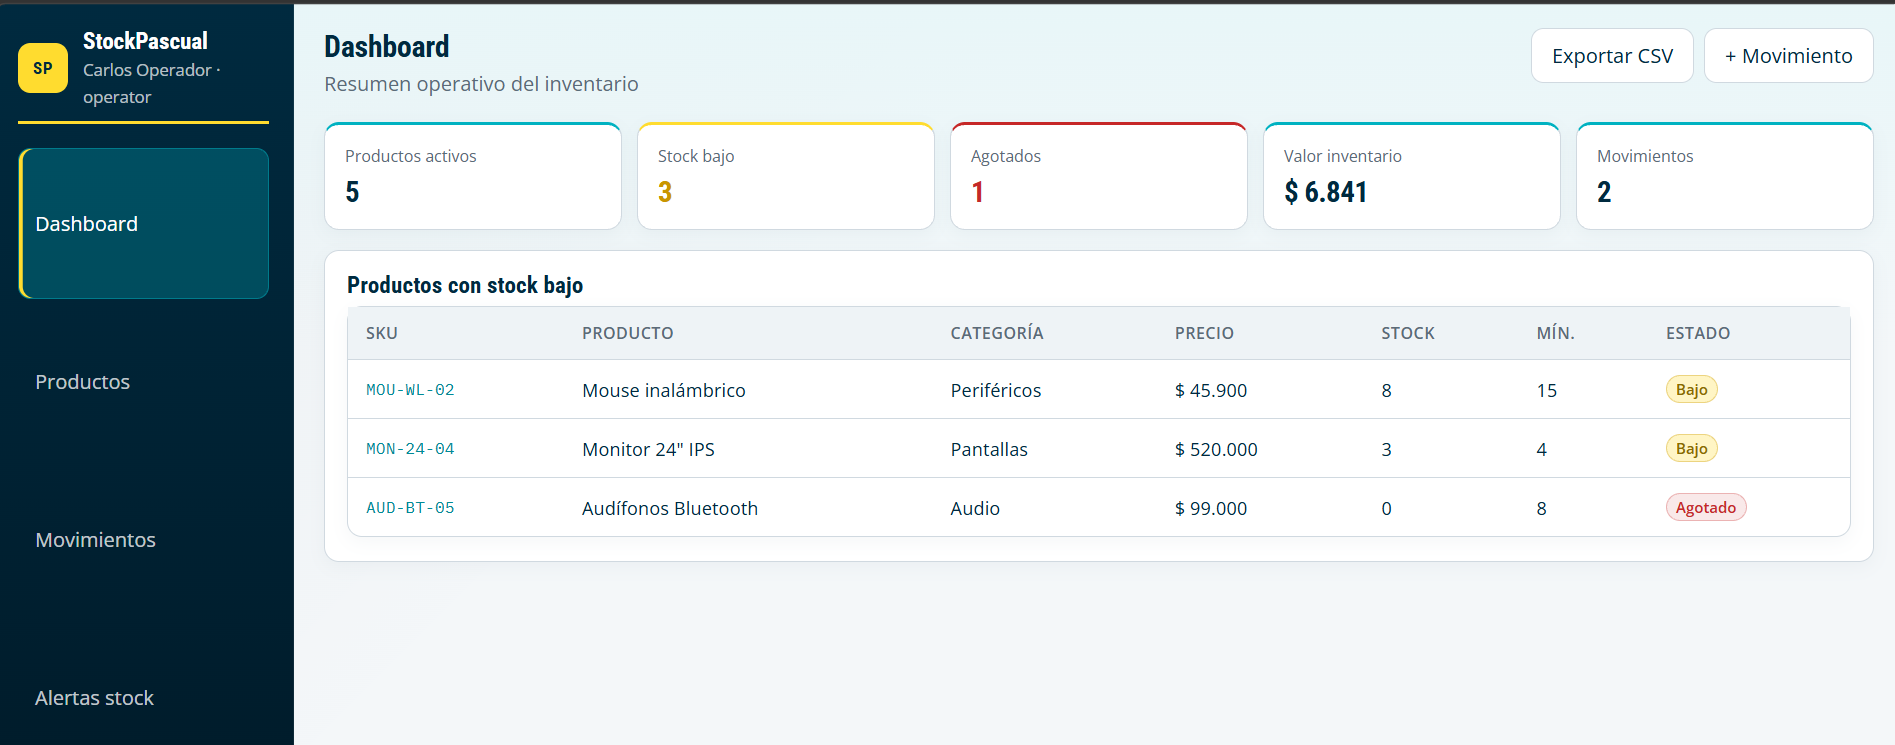 SP
StockPascual
Carlos Operador ·
operator
Dashboard
Productos
Movimientos
Alertas stock
Dashboard
Resumen operativo del inventario
Exportar CSV
+ Movimiento
Productos activos
5
Stock bajo
3
Agotados
1
Valor inventario
$ 6.841
Movimientos
2
Productos con stock bajo
SKU PRODUCTO CATEGORÍA PRECIO STOCK MÍN. ESTADO
MOU-WL-02 Mouse inalámbrico Periféricos $ 45.900 8 15 Bajo
MON-24-04 Monitor 24" IPS Pantallas $ 520.000 3 4 Bajo
AUD-BT-05 Audífonos Bluetooth Audio $ 99.000 0 8 Agotado